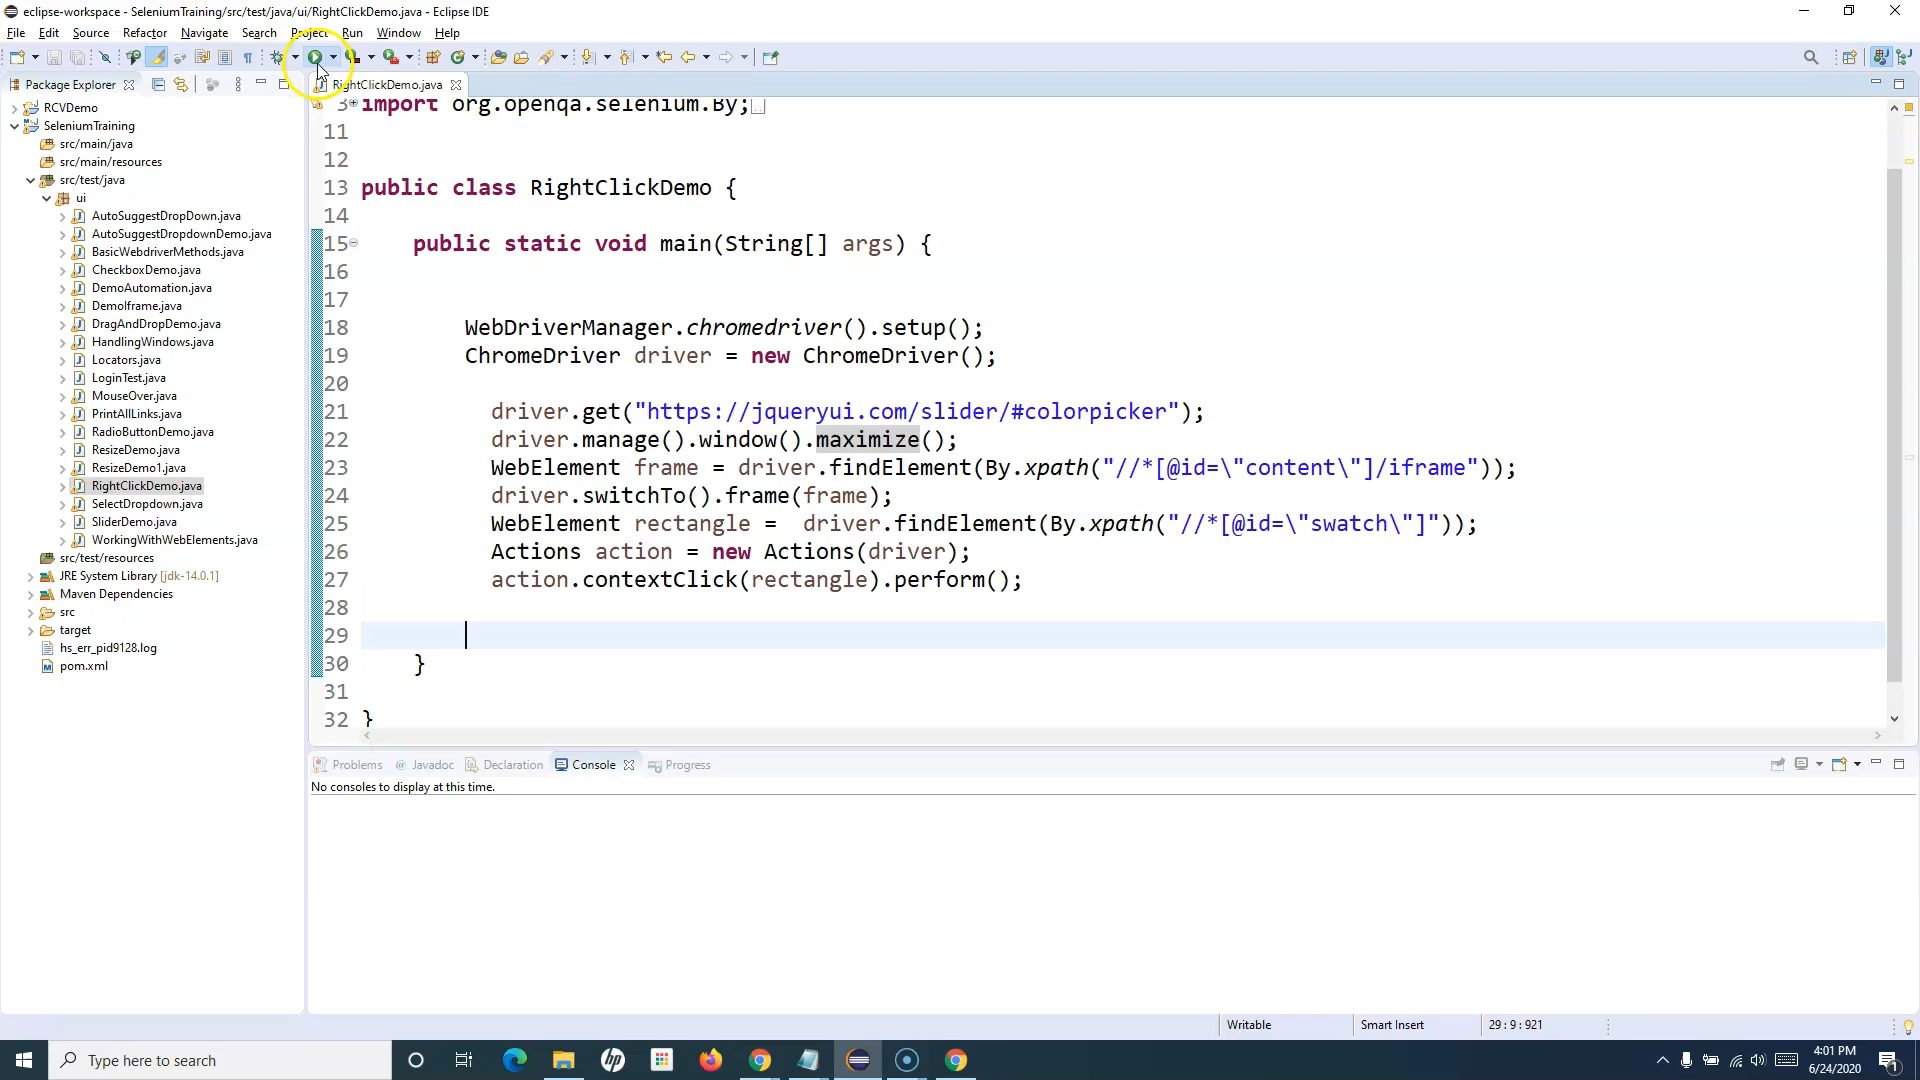 eclipse-workspace - SeleniumTraining/src/test/java/ui/RightClickDemo.java - Eclipse IDE
File Edit Source Refactor Navigate Search Project Run Window Help
Package Explorer
RightClickDemo.java
RCVDemo
SeleniumTraining
src/main/java
src/main/resources
src/test/java
ui
AutoSuggestDropDown.java
AutoSuggestDropdownDemo.java
BasicWebdriverMethods.java
CheckboxDemo.java
DemoAutomation.java
DemoIframe.java
DragAndDropDemo.java
HandlingWindows.java
Locators.java
LoginTest.java
MouseOver.java
PrintAllLinks.java
RadioButtonDemo.java
ResizeDemo.java
ResizeDemo1.java
RightClickDemo.java
SelectDropdown.java
SliderDemo.java
WorkingWithWebElements.java
src/test/resources
JRE System Library [jdk-14.0.1]
Maven Dependencies
src
target
hs_err_pid9128.log
pom.xml
3 import org.openqa.selenium.By;
11
12
13 public class RightClickDemo {
14
15 public static void main(String[] args) {
16
17
18 WebDriverManager.chromedriver().setup();
19 ChromeDriver driver = new ChromeDriver();
20
21 driver.get("https://jqueryui.com/slider/#colorpicker");
22 driver.manage().window().maximize();
23 WebElement frame = driver.findElement(By.xpath("//*[@id=\"content\"]/iframe"));
24 driver.switchTo().frame(frame);
25 WebElement rectangle =  driver.findElement(By.xpath("//*[@id=\"swatch\"]"));
26 Actions action = new Actions(driver);
27 action.contextClick(rectangle).perform();
28
29
30 }
31
32 }
Problems Javadoc Declaration Console Progress
No consoles to display at this time.
Writable Smart Insert 29 : 9 : 921
Type here to search
4:01 PM
6/24/2020